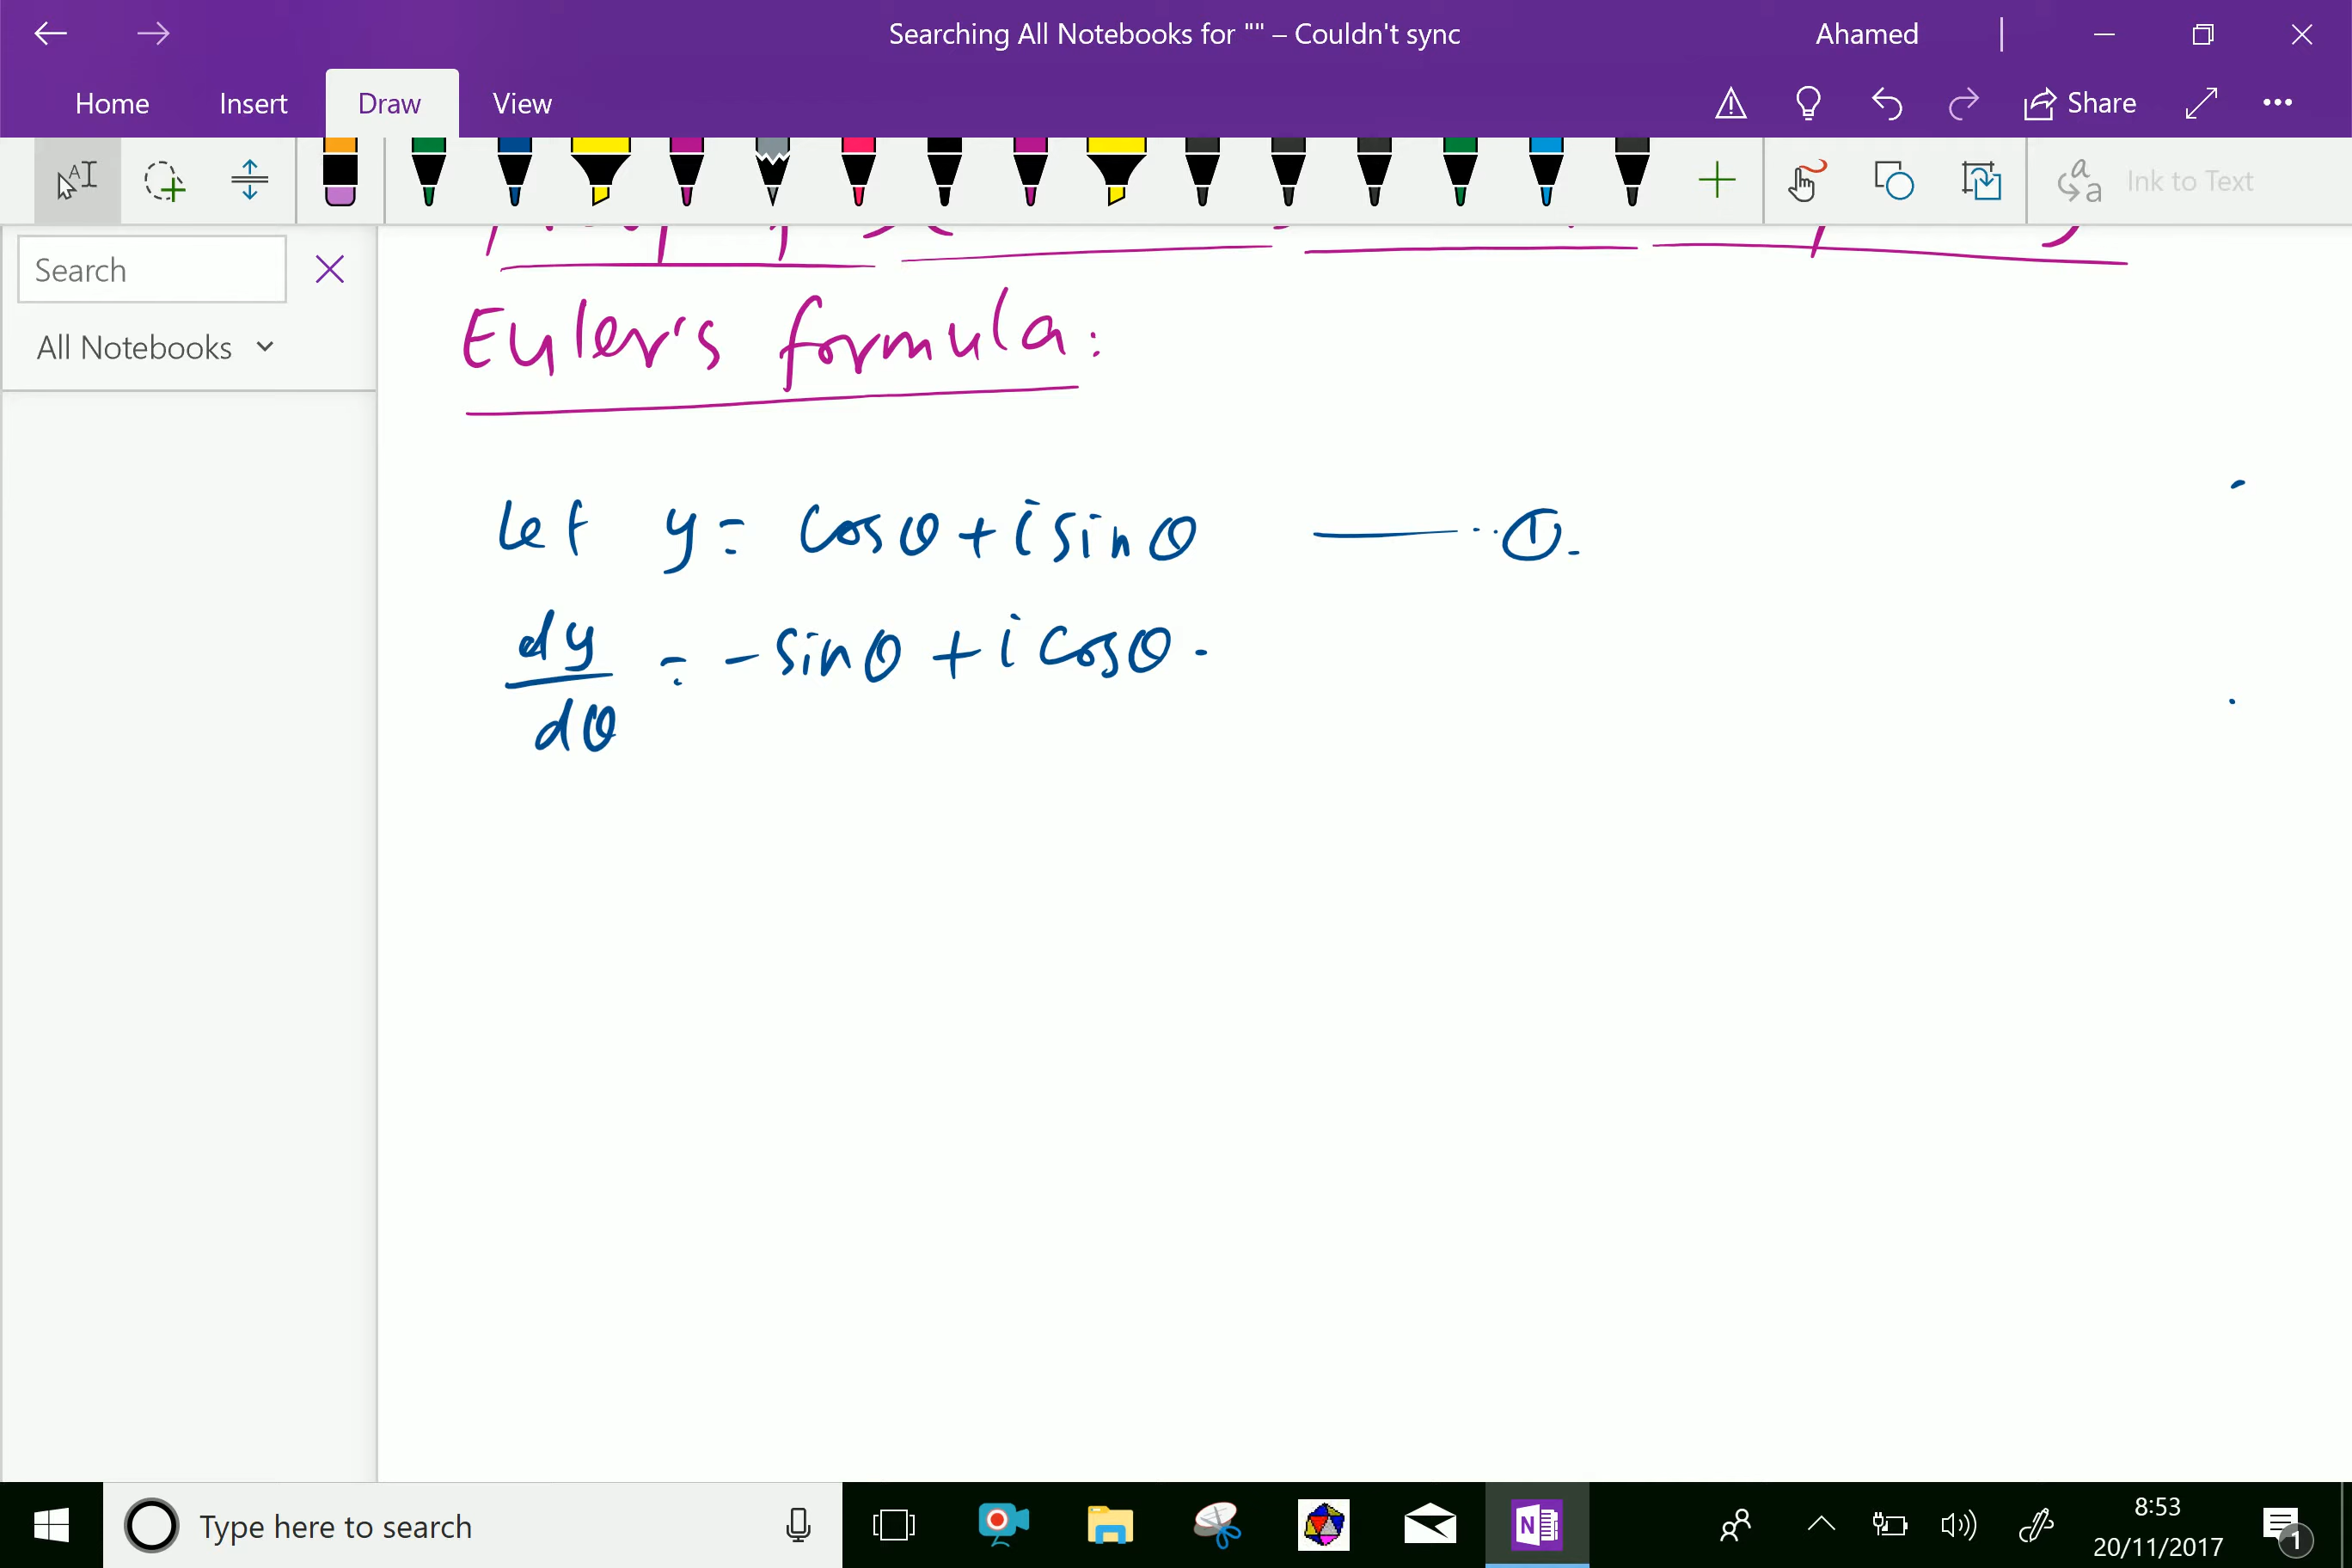 Searching All Notebooks for "" – Couldn't sync
Ahamed
Home Insert Draw View
Share
Ink to Text
Search
All Notebooks
Euler's formula:
Let y = cosθ + i sinθ ——— ①.
dy/dθ = - sinθ + i cosθ.
Type here to search
N
8:53
20/11/2017
1